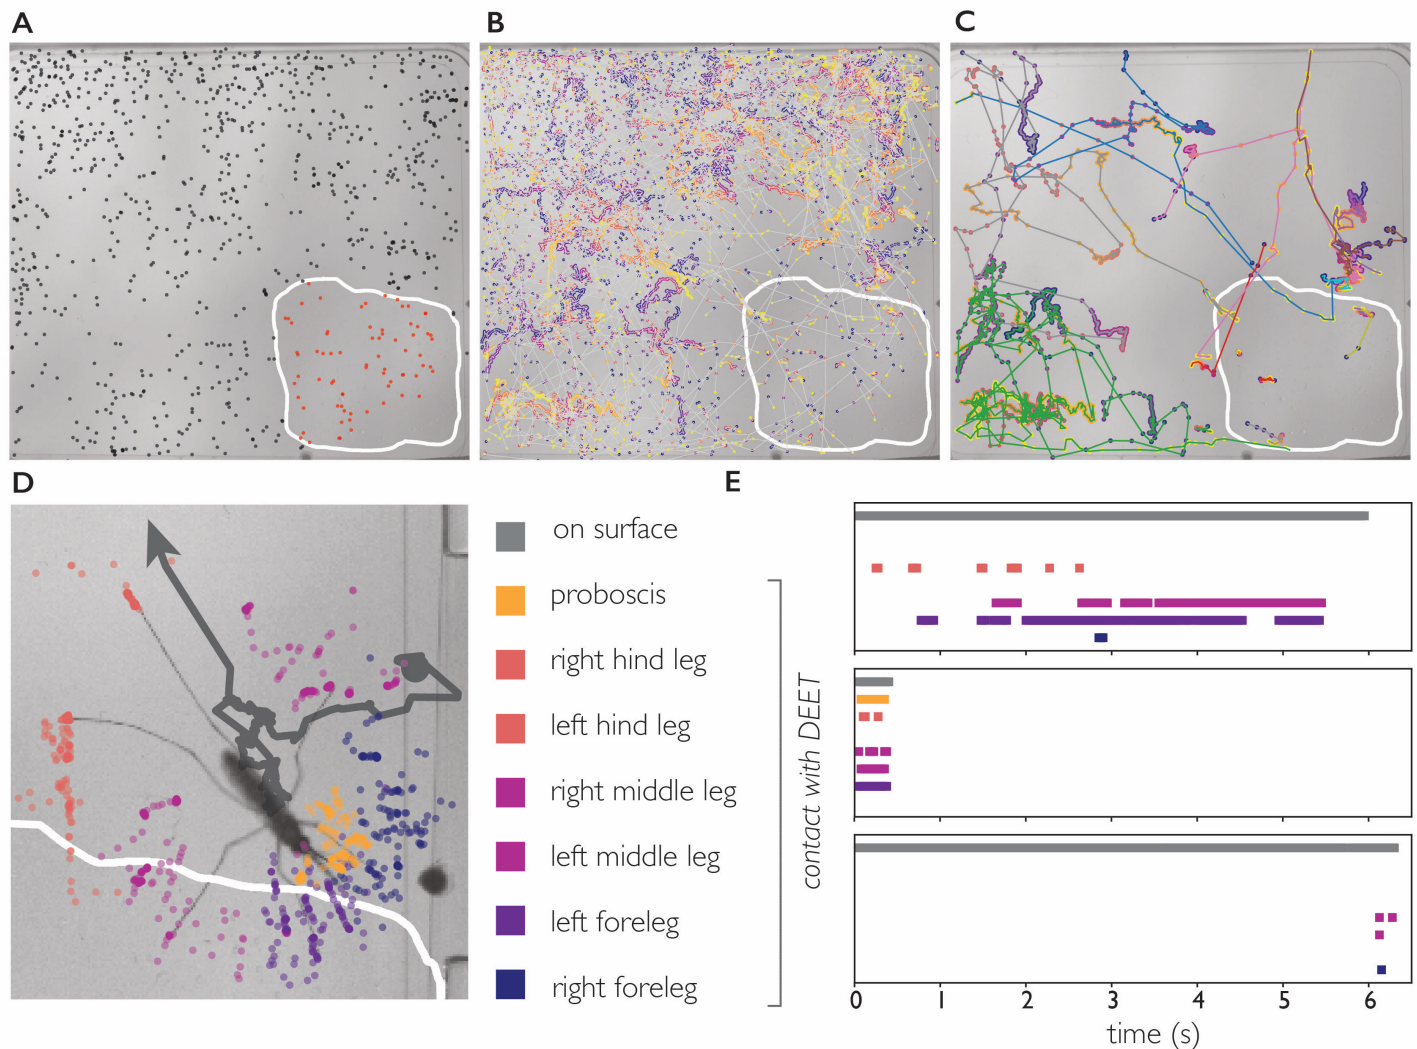 A
B
C
D
E
on surface
proboscis
right hind leg
left hind leg
right middle leg
left middle leg
left foreleg
right foreleg
contact with DEET
0 1 2 3 4 5 6
time (s)